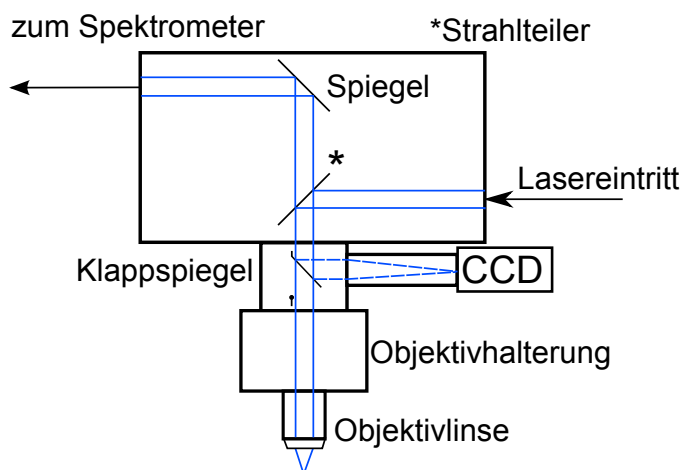 zum Spektrometer
*Strahlteiler
Spiegel
*
Lasereintritt
Klappspiegel
CCD
Objektivhalterung
Objektivlinse